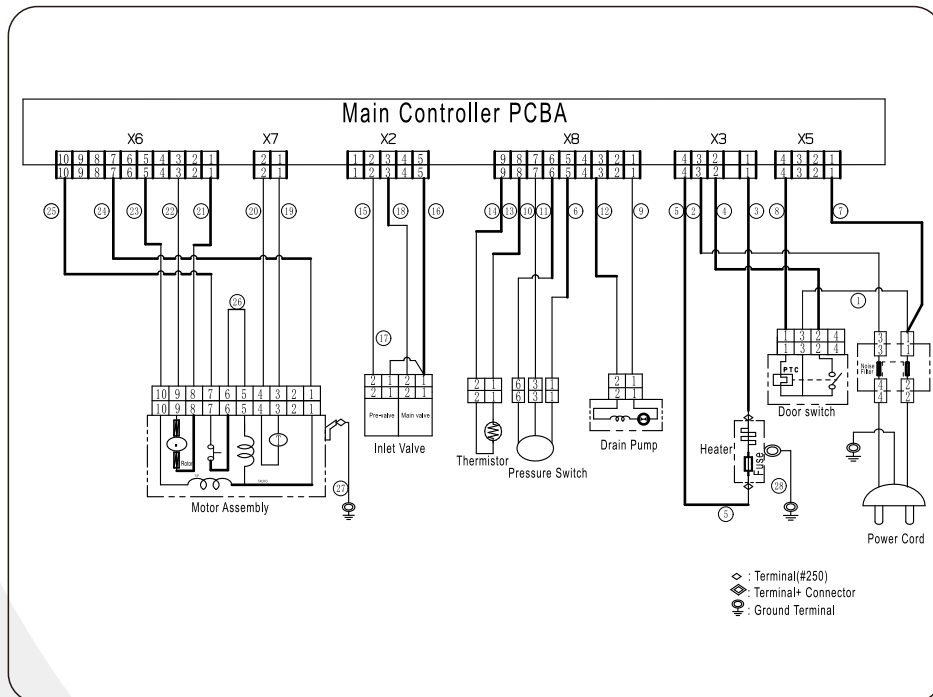 Main Controller PCBA
X6 X7 X2 X8 X3 X5
10 9 8 7 6 5 4 3 2 1 2 1 1 2 3 4 5 9 8 7 6 5 4 3 2 1 4 3 2 1 4 3 2 1
10 9 8 7 6 5 4 3 2 1 2 1 1 2 3 4 5 9 8 7 6 5 4 3 2 1 4 3 2 1 4 3 2 1
25 24 23 22 21 20 19 15 18 16 14 13 10 11 6 12 9 5 2 4 3 8 7
26 1
17
1 3 2 4 3 1
1 3 2 4 3 1
PTC
Noise
Filter
4 2
4 2
Door switch
10 9 8 7 6 5 4 3 2 1
10 9 8 7 6 5 4 3 2 1
2 1 2 1 2 1 6 3 1 2 1
2 1 2 1 2 1 6 3 1 2 1
Pre-valve Main valve
Inlet Valve
Rotor
Motor Assembly
27
Thermistor
Pressure Switch
Drain Pump
Heater
Fuse
28
5
Power Cord
: Terminal(#250)
: Terminal+ Connector
: Ground Terminal